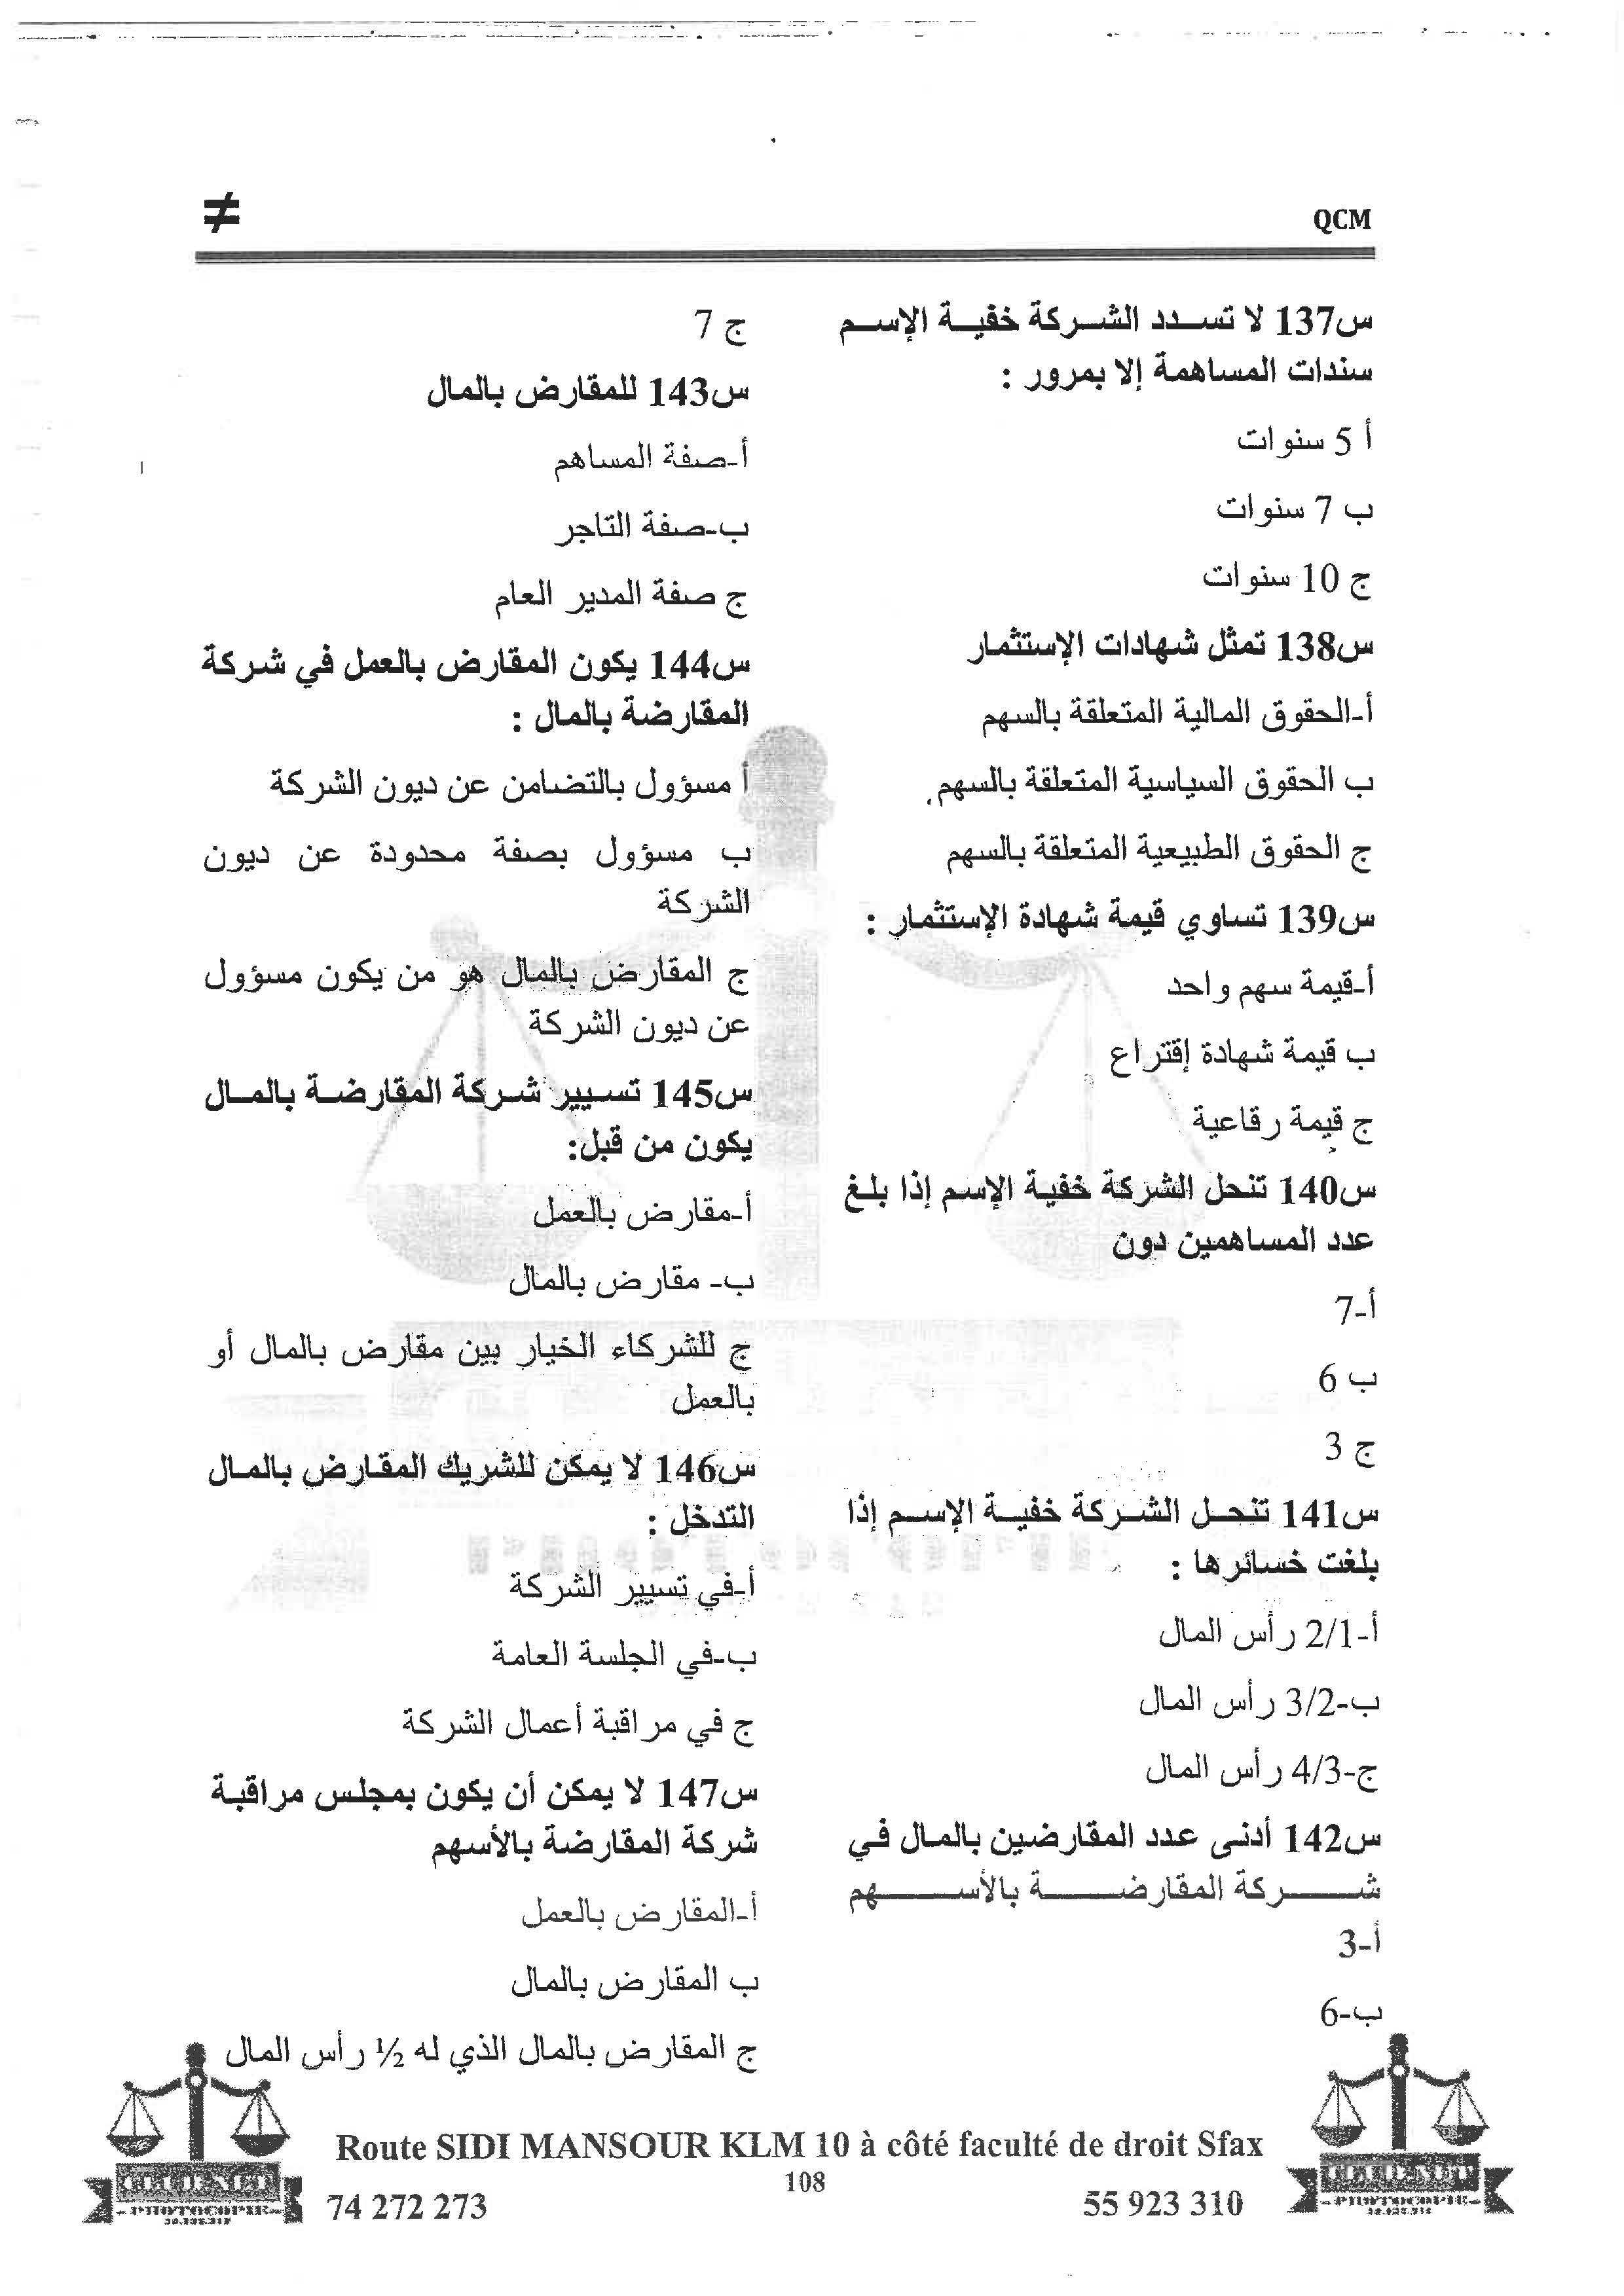 QCM
≠
س137 لا تسدد الشركة خفية الإسم
سندات المساهمة إلا بمرور :
أ 5 سنوات
ب 7 سنوات
ج 10 سنوات
س138 تمثل شهادات الإستثمار
أ-الحقوق المالية المتعلقة بالسهم
ب الحقوق السياسية المتعلقة بالسهم
ج الحقوق الطبيعية المتعلقة بالسهم
س139 تساوي قيمة شهادة الإستثمار :
أ-قيمة سهم واحد
ب قيمة شهادة إقتراع
ج قيمة رقاعية
س140 تنحل الشركة خفية الإسم إذا بلغ
عدد المساهمين دون
أ-7
ب 6
ج 3
س141 تنحل الشركة خفية الإسم إذا
بلغت خسائرها :
أ-2/1 رأس المال
ب-3/2 رأس المال
ج-4/3 رأس المال
س142 أدنى عدد المقارضين بالمال في
شركة المقارضة بالأسهم
أ-3
ب-6
ج 7
س143 للمقارض بالمال
أ-صفة المساهم
ب-صفة التاجر
ج صفة المدير العام
س144 يكون المقارض بالعمل في شركة
المقارضة بالمال :
أ مسؤول بالتضامن عن ديون الشركة
ب مسؤول بصفة محدودة عن ديون
الشركة
ج المقارض بالمال هو من يكون مسؤول
عن ديون الشركة
س145 تسيير شركة المقارضة بالمال
يكون من قبل:
أ-مقارض بالعمل
ب- مقارض بالمال
ج للشركاء الخيار بين مقارض بالمال أو
بالعمل
س146 لا يمكن للشريك المقارض بالمال
التدخل :
أ-في تسيير الشركة
ب-في الجلسة العامة
ج في مراقبة أعمال الشركة
س147 لا يمكن أن يكون بمجلس مراقبة
شركة المقارضة بالأسهم
أ-المقارض بالعمل
ب المقارض بالمال
ج المقارض بالمال الذي له ½ رأس المال
Route SIDI MANSOUR KLM 10 à côté faculté de droit Sfax
108
74 272 273
55 923 310